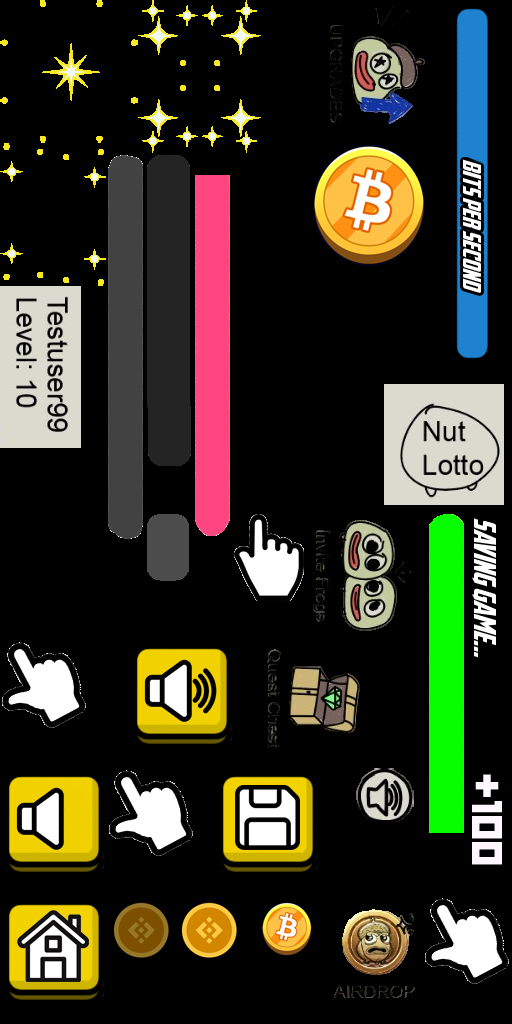 UPGRADES
BITS PER SECOND
Testuser99
Level: 10
Nut
Lotto
Invite Frogs
SAVING GAME...
Quest Chest
+100
AIRDROP